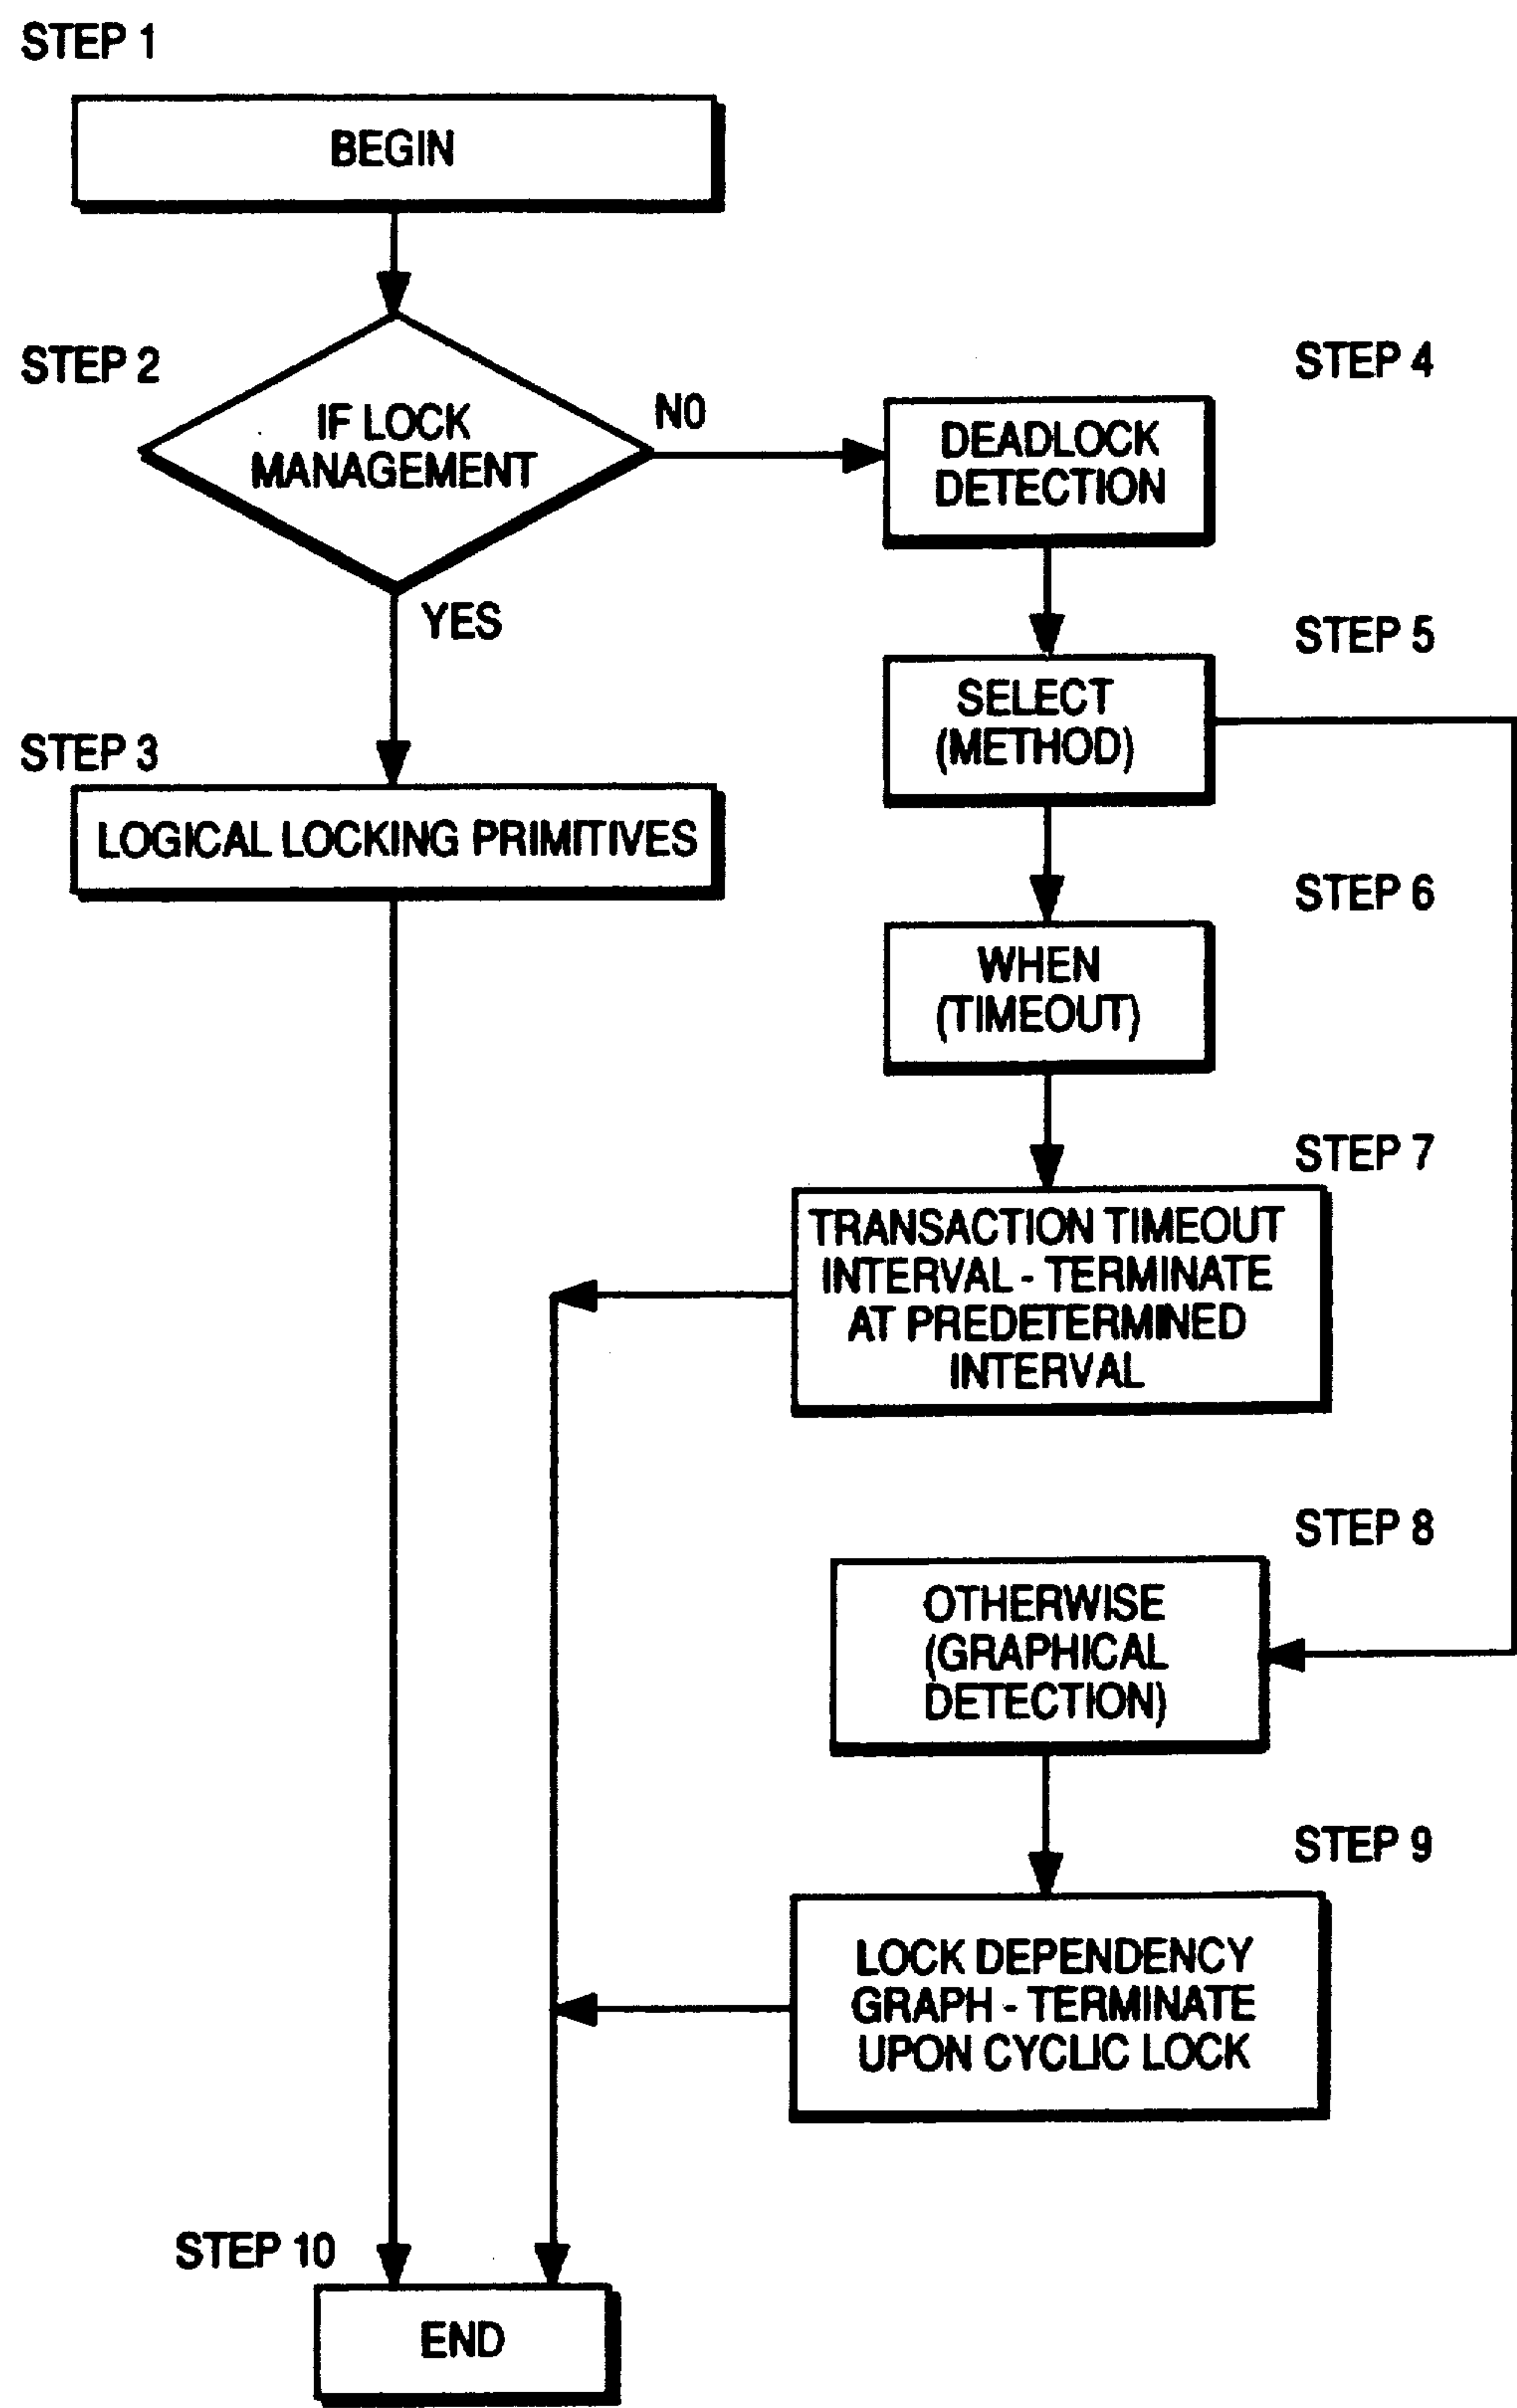 STEP 1
BEGIN
STEP 2
IF LOCK
MANAGEMENT
NO
YES
STEP 3
LOGICAL LOCKING PRIMITIVES
STEP 4
DEADLOCK
DETECTION
STEP 5
SELECT
(METHOD)
STEP 6
WHEN
(TIMEOUT)
STEP 7
TRANSACTION TIMEOUT
INTERVAL - TERMINATE
AT PREDETERMINED
INTERVAL
STEP 8
OTHERWISE
(GRAPHICAL
DETECTION)
STEP 9
LOCK DEPENDENCY
GRAPH - TERMINATE
UPON CYCLIC LOCK
STEP 10
END